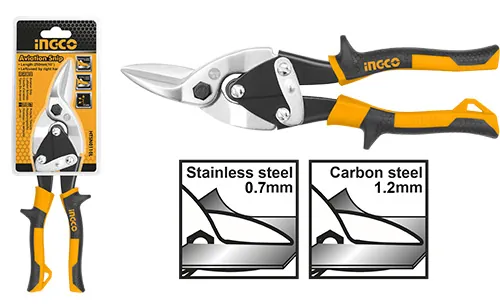 INGCO
Aviation Snip
INGCO
INGCO
Stainless steel
0.7mm
Carbon steel
1.2mm